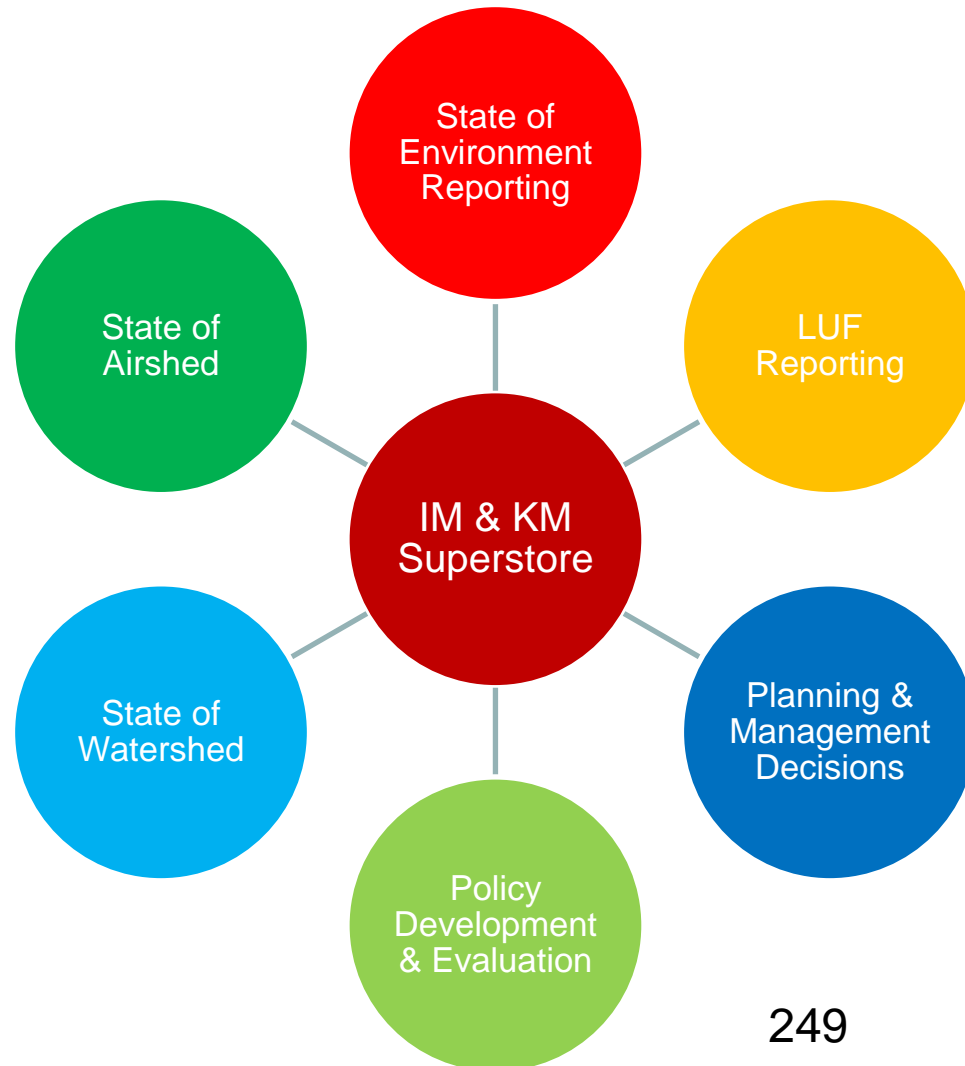 State of
Environment
Reporting
State of
Airshed
LUF
Reporting
IM & KM
Superstore
State of
Watershed
Planning &
Management
Decisions
Policy
Development
& Evaluation
249